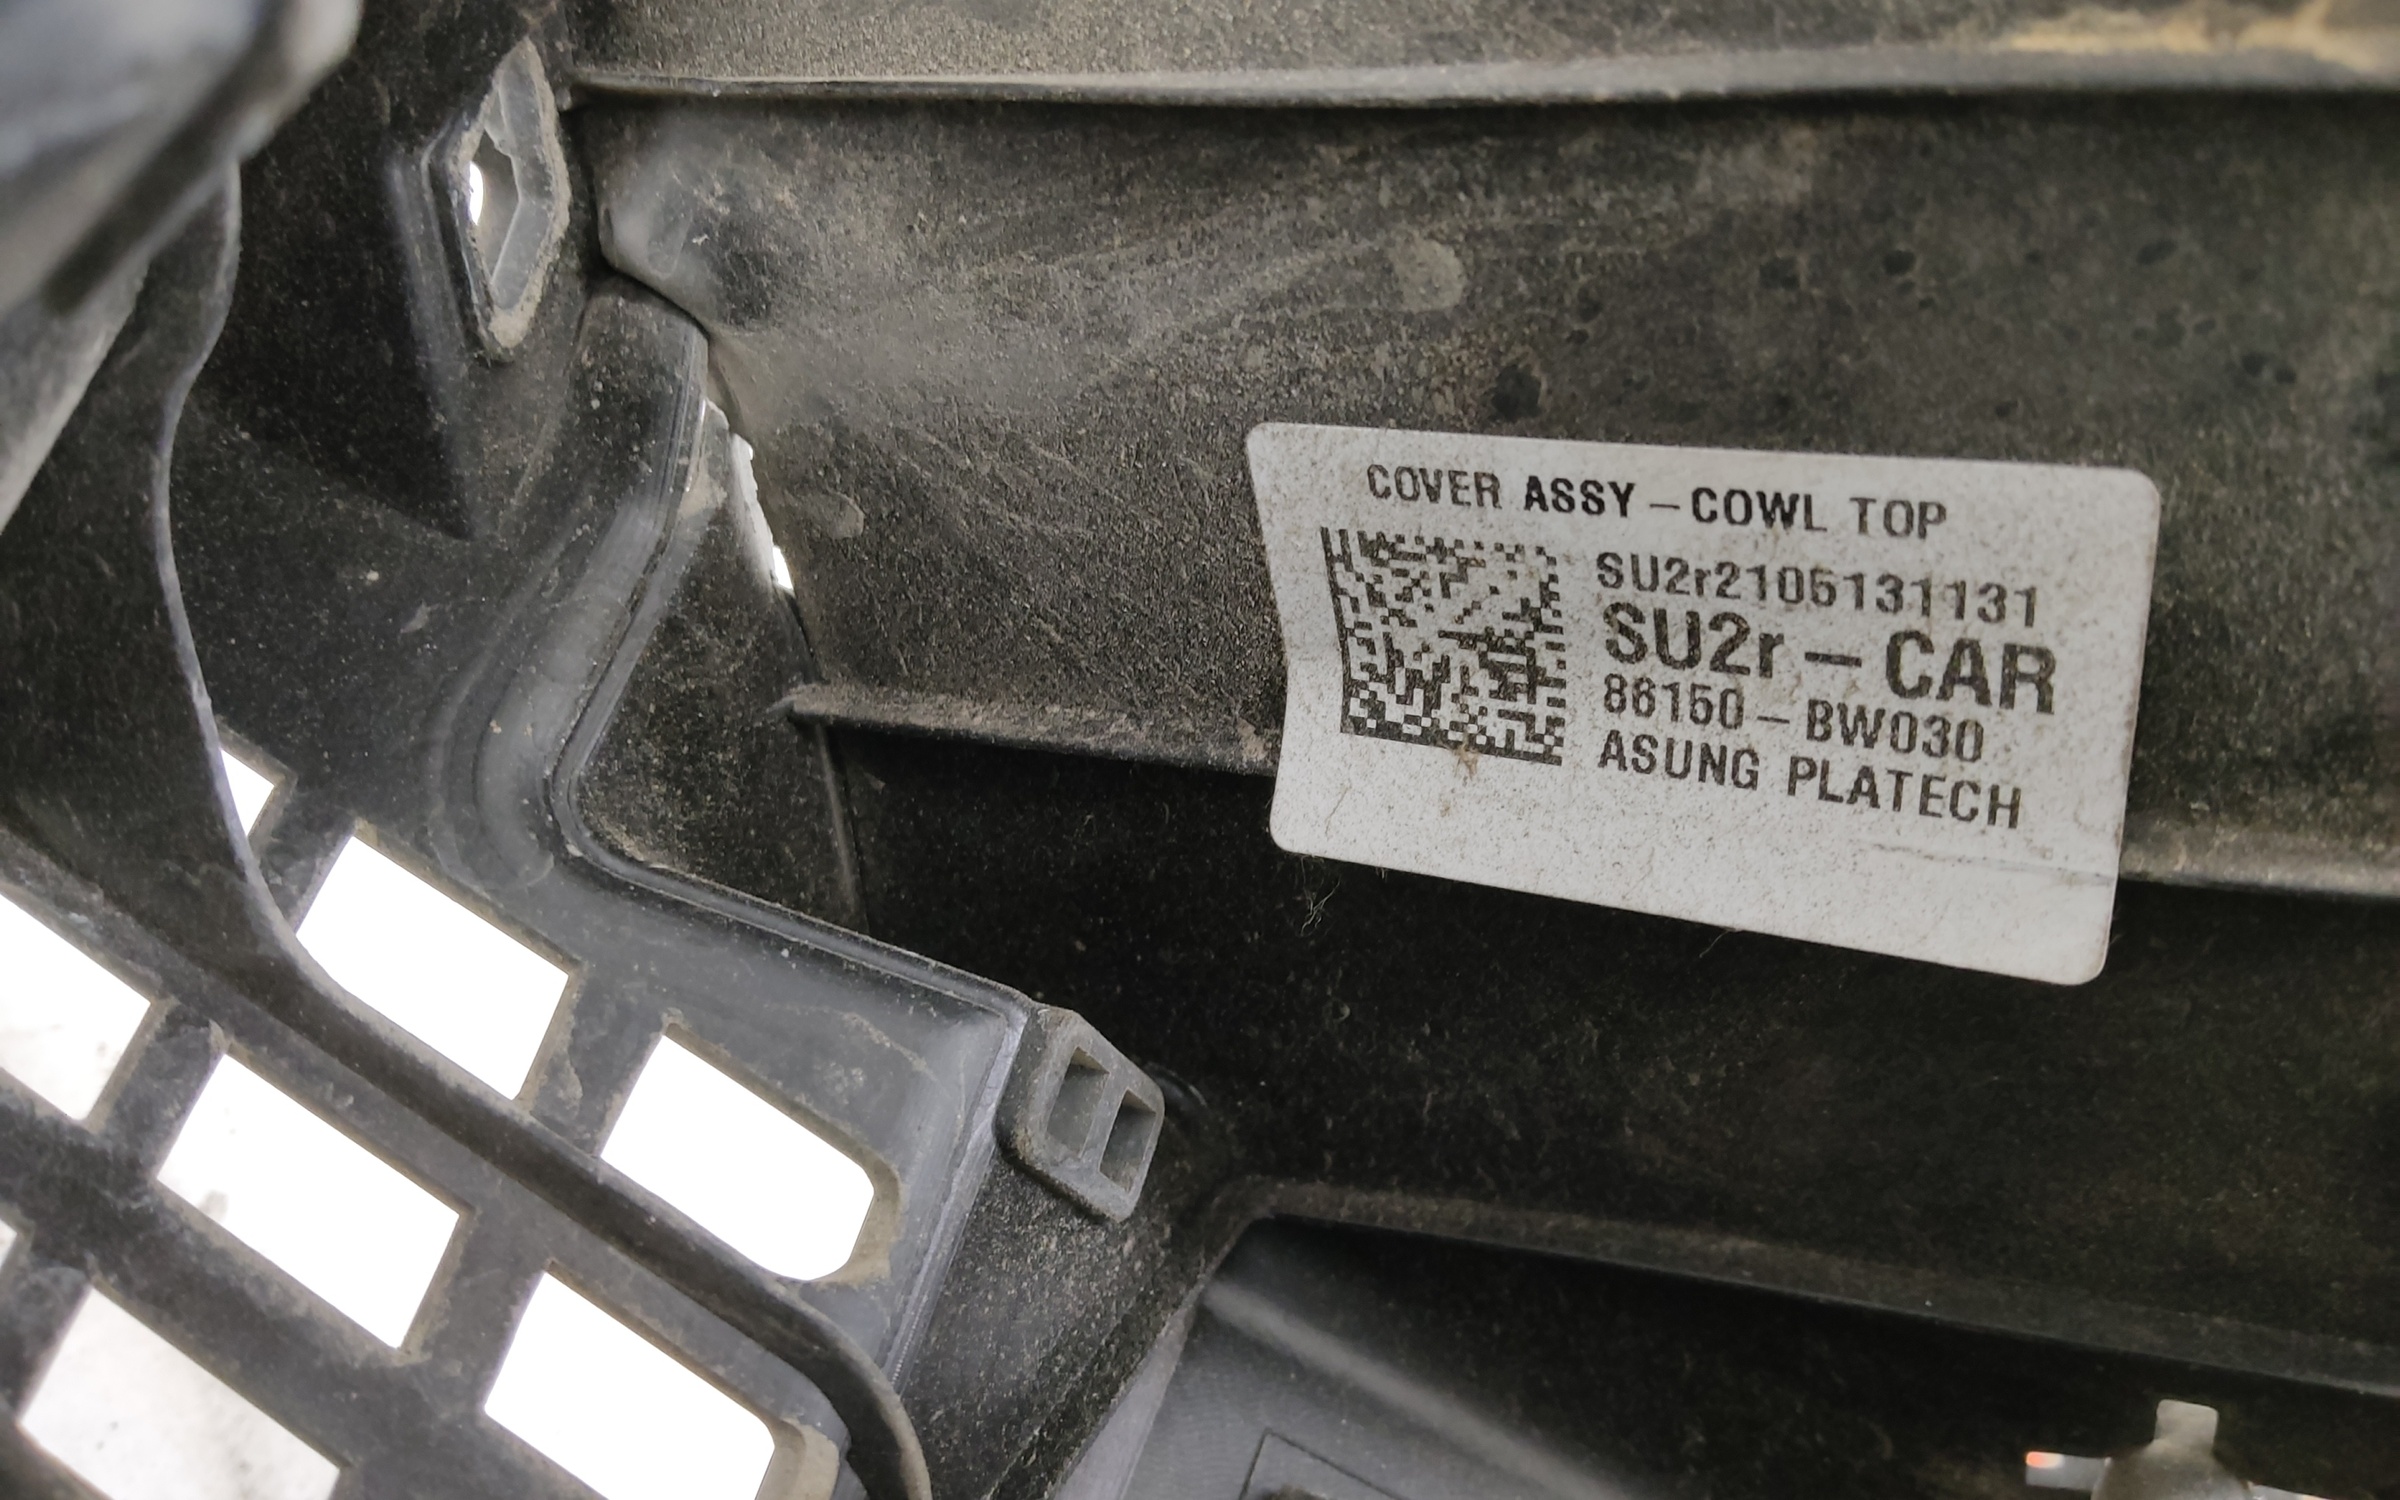 COVER ASSY - COWL TOP
SU2r2105131131
SU2r - CAR
86150 - BW030
ASUNG PLATECH